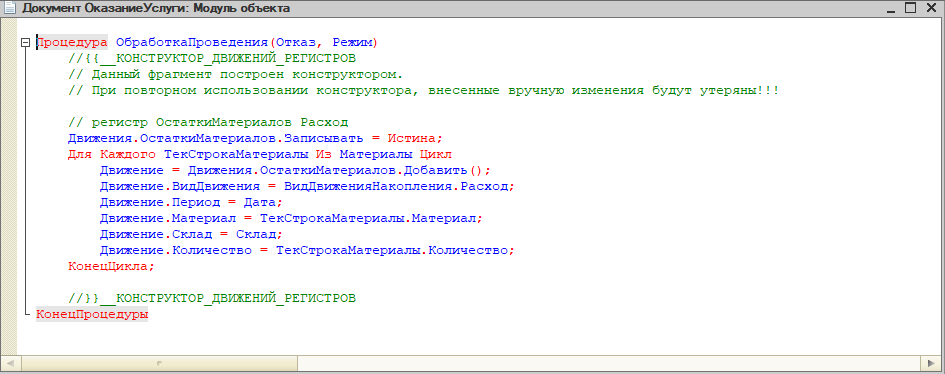 Документ ОказаниеУслуги: Модуль объекта
Процедура ОбработкаПроведения(Отказ, Режим)
//{{__КОНСТРУКТОР_ДВИЖЕНИЙ_РЕГИСТРОВ
// Данный фрагмент построен конструктором.
// При повторном использовании конструктора, внесенные вручную изменения будут утеряны!!!
// регистр ОстаткиМатериалов Расход
Движения.ОстаткиМатериалов.Записывать = Истина;
Для Каждого ТекСтрокаМатериалы Из Материалы Цикл
Движение = Движения.ОстаткиМатериалов.Добавить();
Движение.ВидДвижения = ВидДвиженияНакопления.Расход;
Движение.Период = Дата;
Движение.Материал = ТекСтрокаМатериалы.Материал;
Движение.Склад = Склад;
Движение.Количество = ТекСтрокаМатериалы.Количество;
КонецЦикла;
//}}__КОНСТРУКТОР_ДВИЖЕНИЙ_РЕГИСТРОВ
КонецПроцедуры